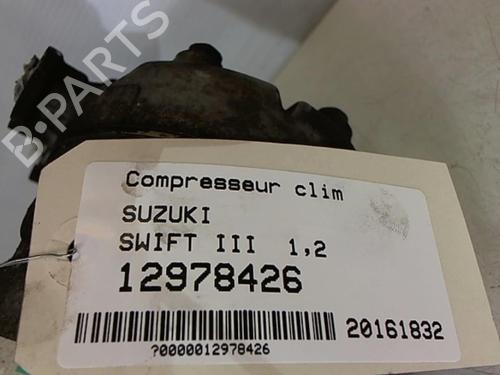 B-PARTS
Compresseur clim
SUZUKI
SWIFT III 1,2
12978426
20161832
?0000012978426